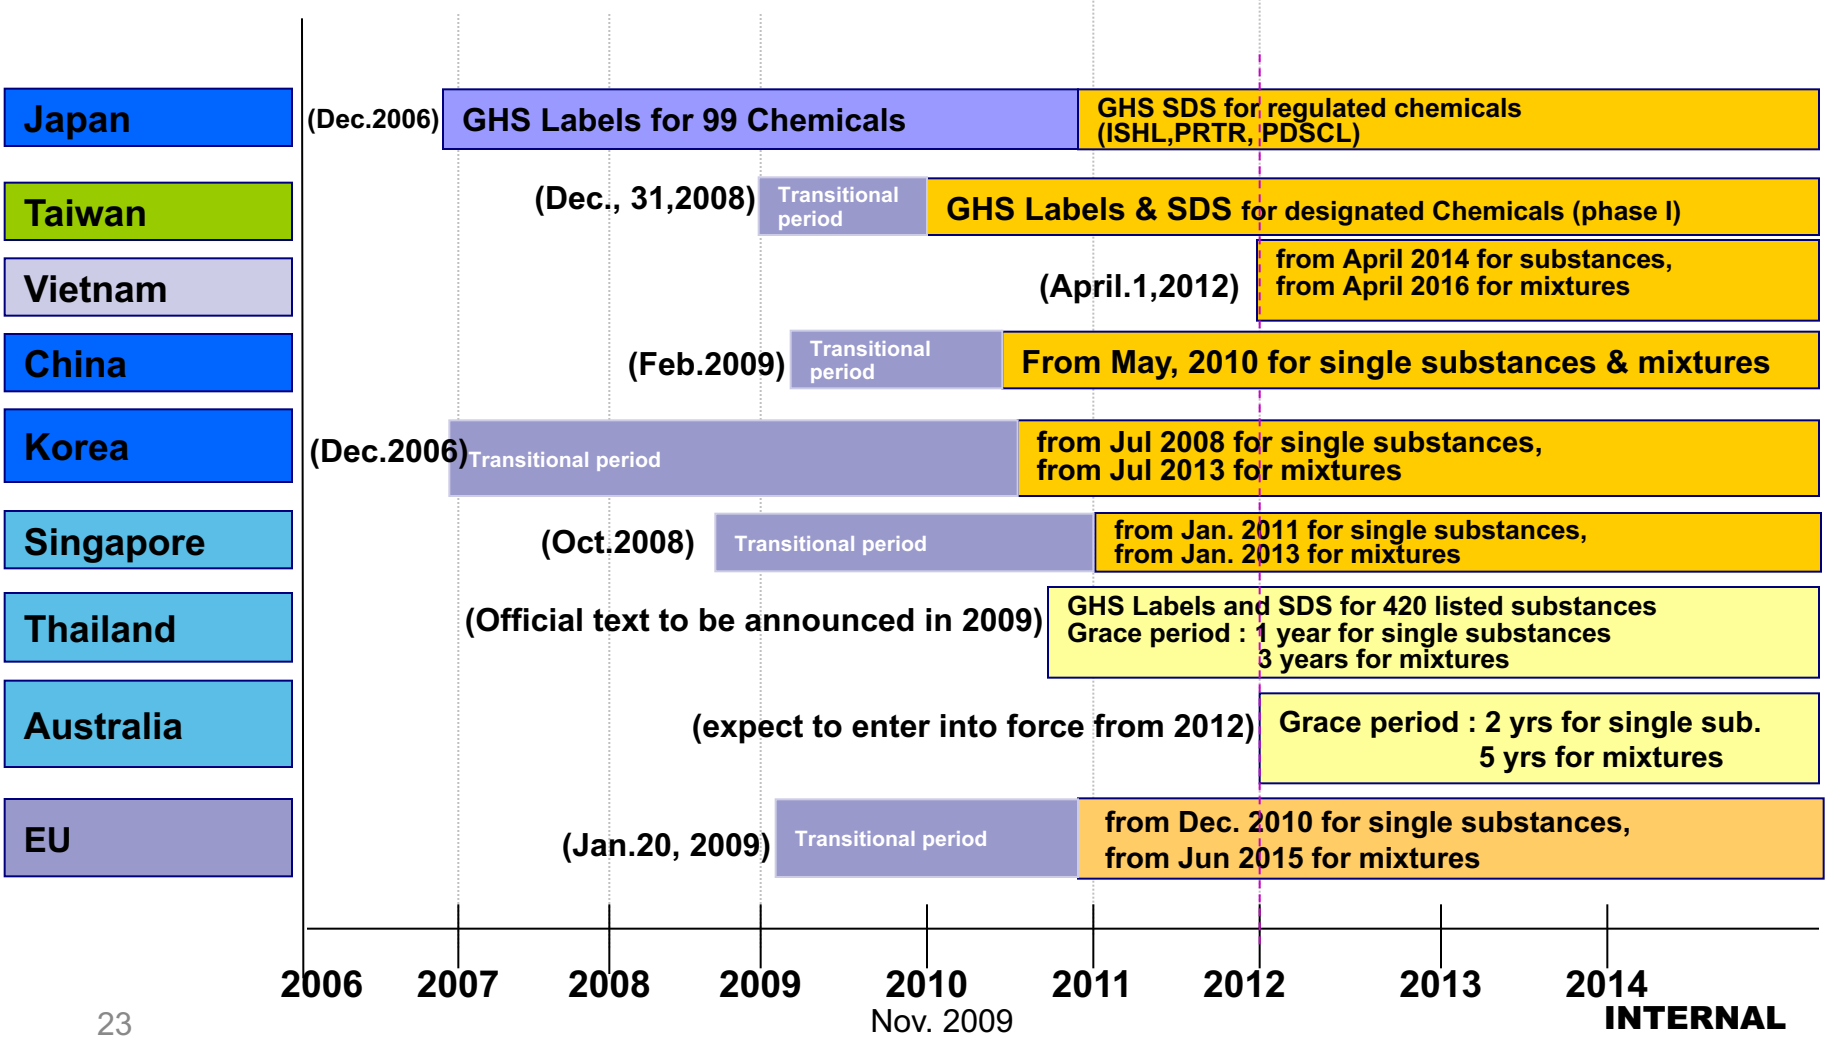 Japan
(Dec.2006)
GHS Labels for 99 Chemicals
GHS SDS for regulated chemicals
(ISHL,PRTR, PDSCL)
Taiwan
(Dec., 31,2008)
Transitional
period
GHS Labels & SDS for designated Chemicals (phase I)
Vietnam
(April.1,2012)
from April 2014 for substances,
from April 2016 for mixtures
China
(Feb.2009)
Transitional
period
From May, 2010 for single substances & mixtures
Korea
(Dec.2006)
Transitional period
from Jul 2008 for single substances,
from Jul 2013 for mixtures
Singapore
(Oct.2008)
Transitional period
from Jan. 2011 for single substances,
from Jan. 2013 for mixtures
Thailand
(Official text to be announced in 2009)
GHS Labels and SDS for 420 listed substances
Grace period : 1 year for single substances
3 years for mixtures
Australia
(expect to enter into force from 2012)
Grace period : 2 yrs for single sub.
5 yrs for mixtures
EU
(Jan.20, 2009)
Transitional period
from Dec. 2010 for single substances,
from Jun 2015 for mixtures
2006 2007 2008 2009 2010 2011 2012 2013 2014
23
Nov. 2009
INTERNAL